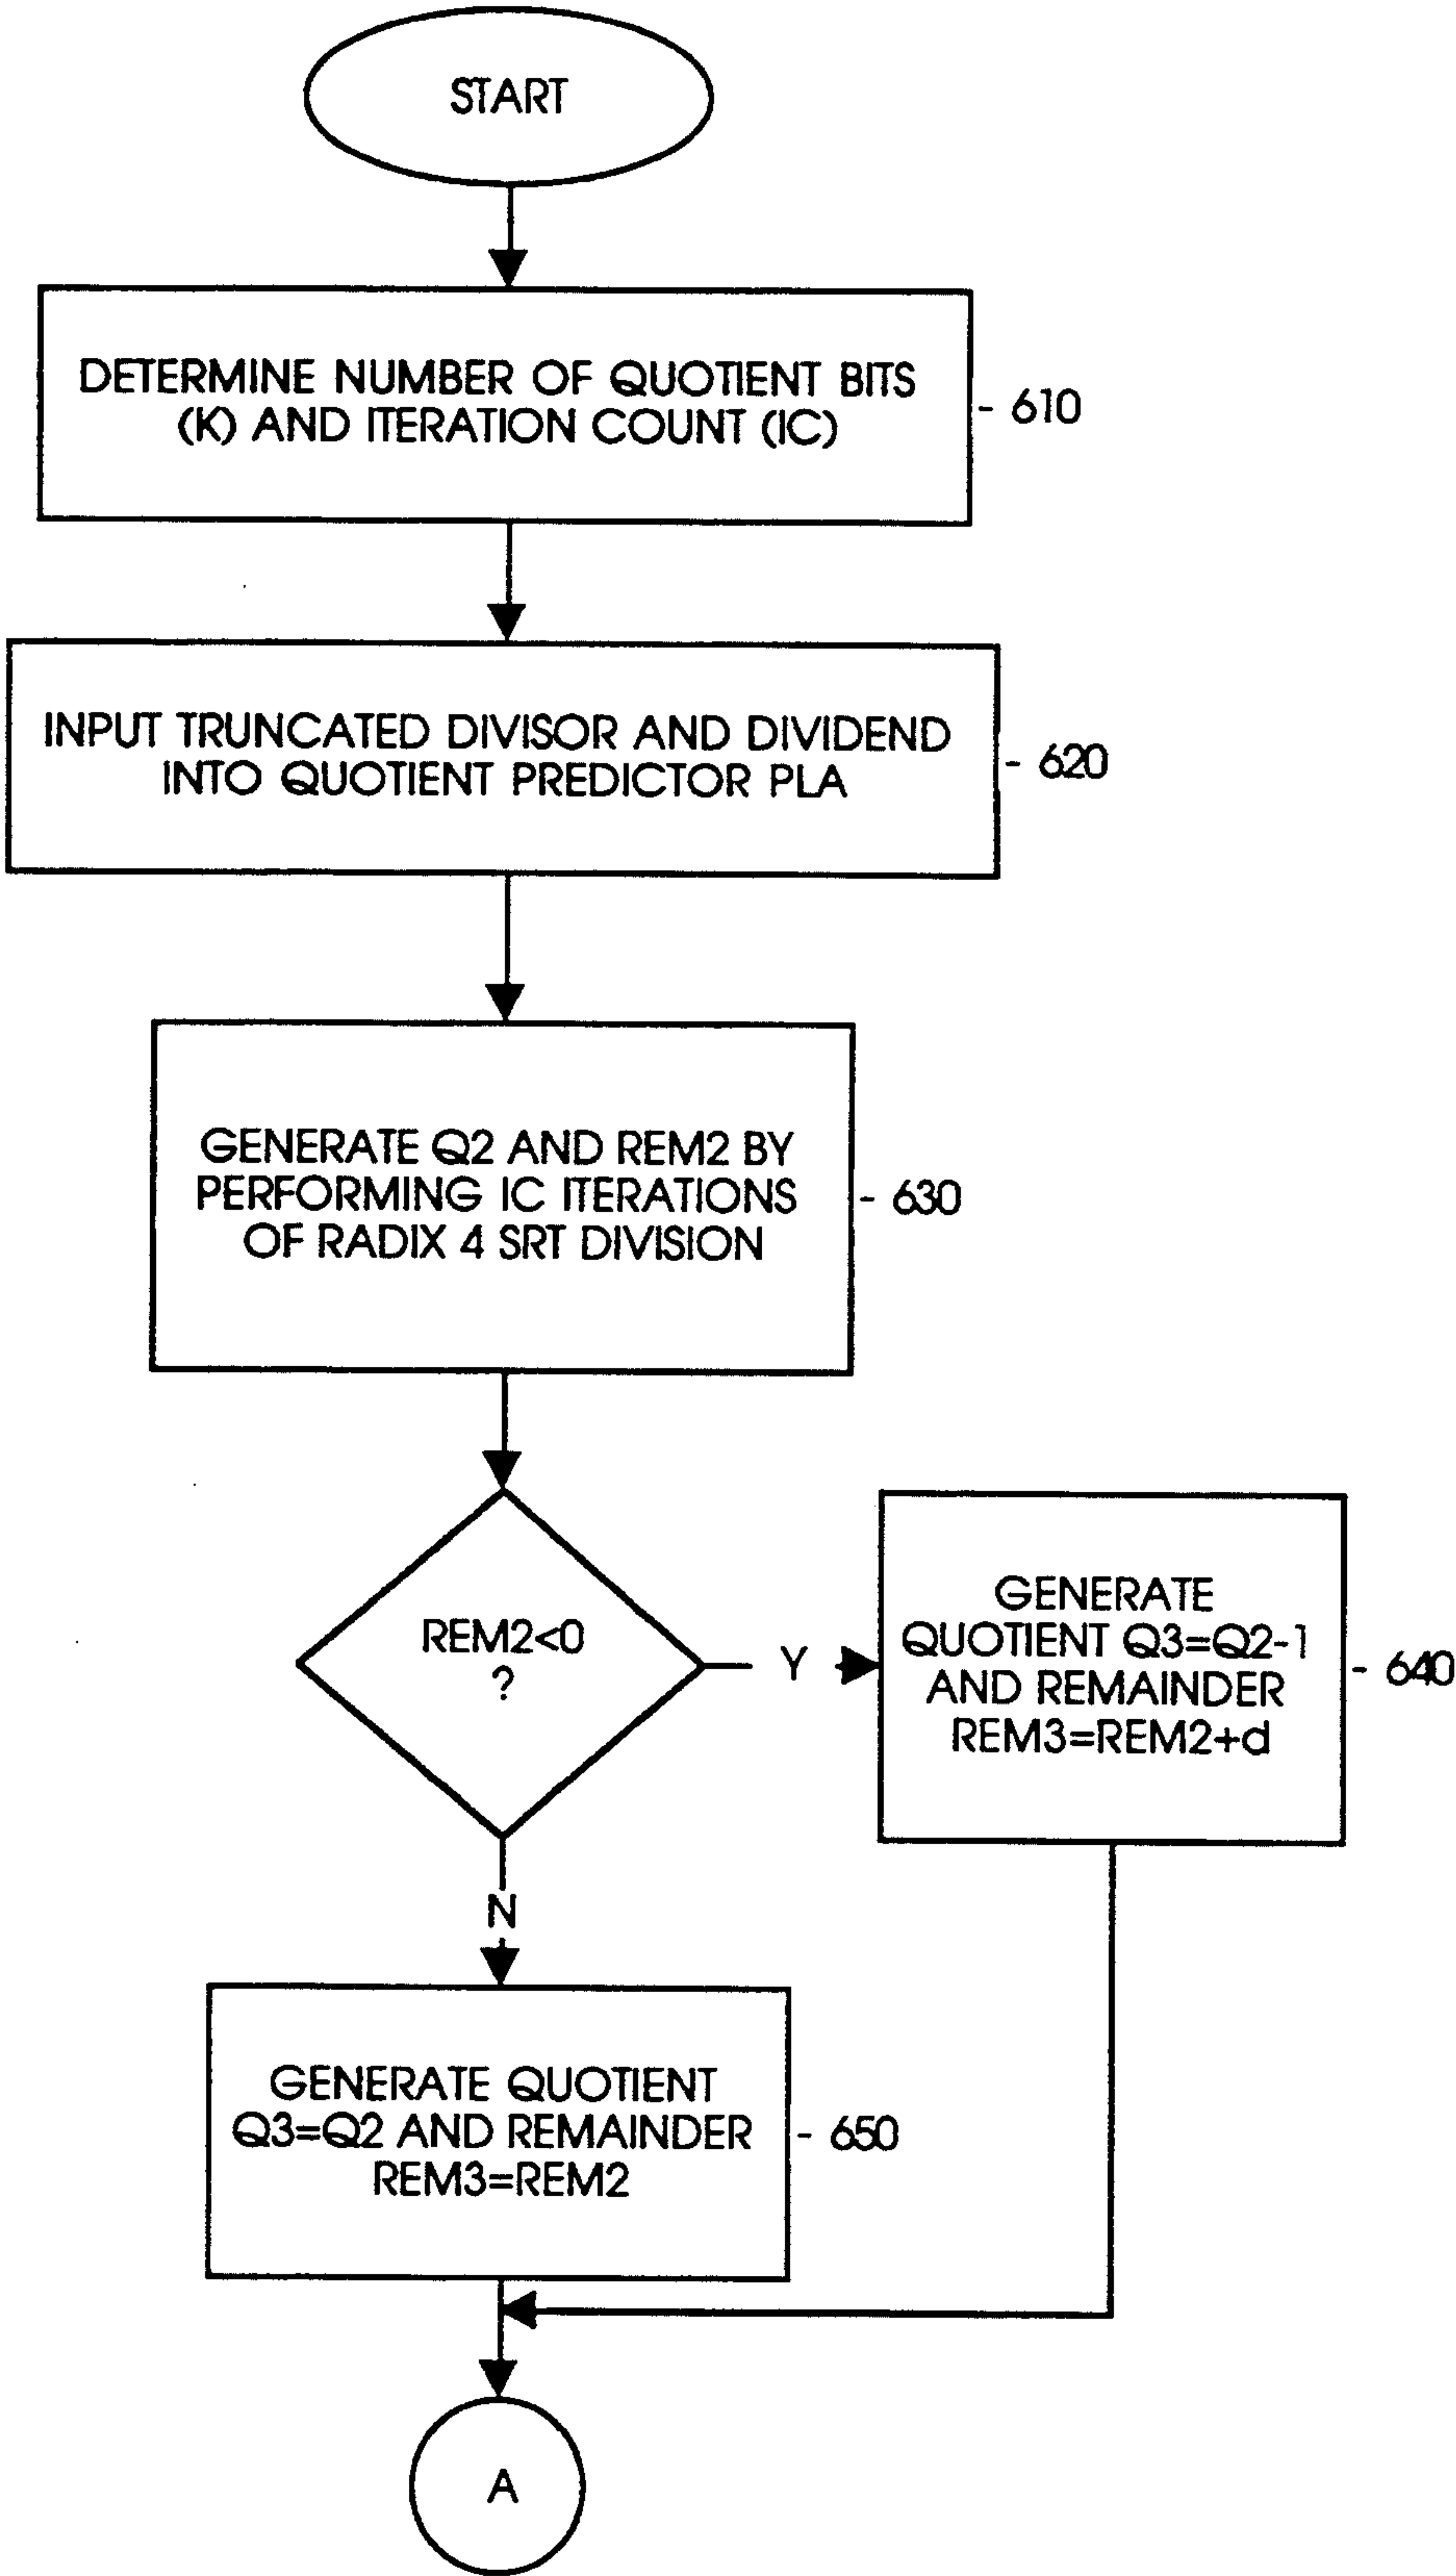 START
DETERMINE NUMBER OF QUOTIENT BITS
(K) AND ITERATION COUNT (IC)
- 610
INPUT TRUNCATED DIVISOR AND DIVIDEND
INTO QUOTIENT PREDICTOR PLA
- 620
GENERATE Q2 AND REM2 BY
PERFORMING IC ITERATIONS
OF RADIX 4 SRT DIVISION
- 630
REM2<0
?
Y
GENERATE
QUOTIENT Q3=Q2-1
AND REMAINDER
REM3=REM2+d
- 640
N
GENERATE QUOTIENT
Q3=Q2 AND REMAINDER
REM3=REM2
- 650
A